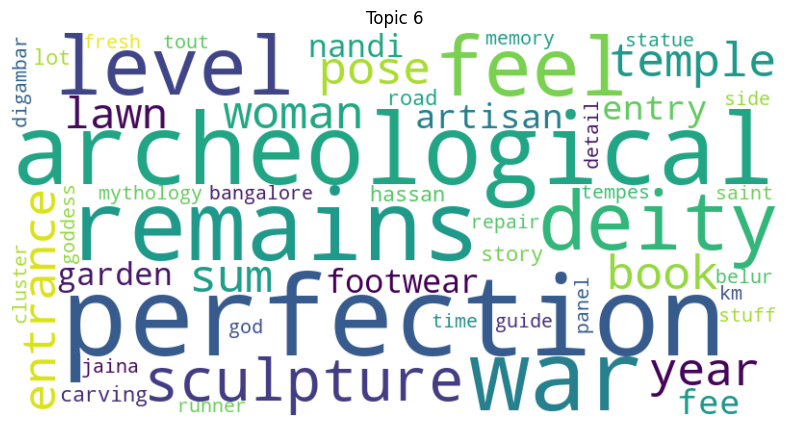 Topic 6
digambar
lot
fresh
tout
level
nandi
pose
memory
feel
statue
temple
lawn
woman
road
artisan
detail
entry
side
archeological
mythology
bangalore
hassan
tempes
saint
entrance
goddess
remains
repair
story
deity
cluster
garden
sum
footwear
book
belur
km
perfection
god
time
guide
panel
stuff
jaina
carving
sculpture
runner
war
year
fee